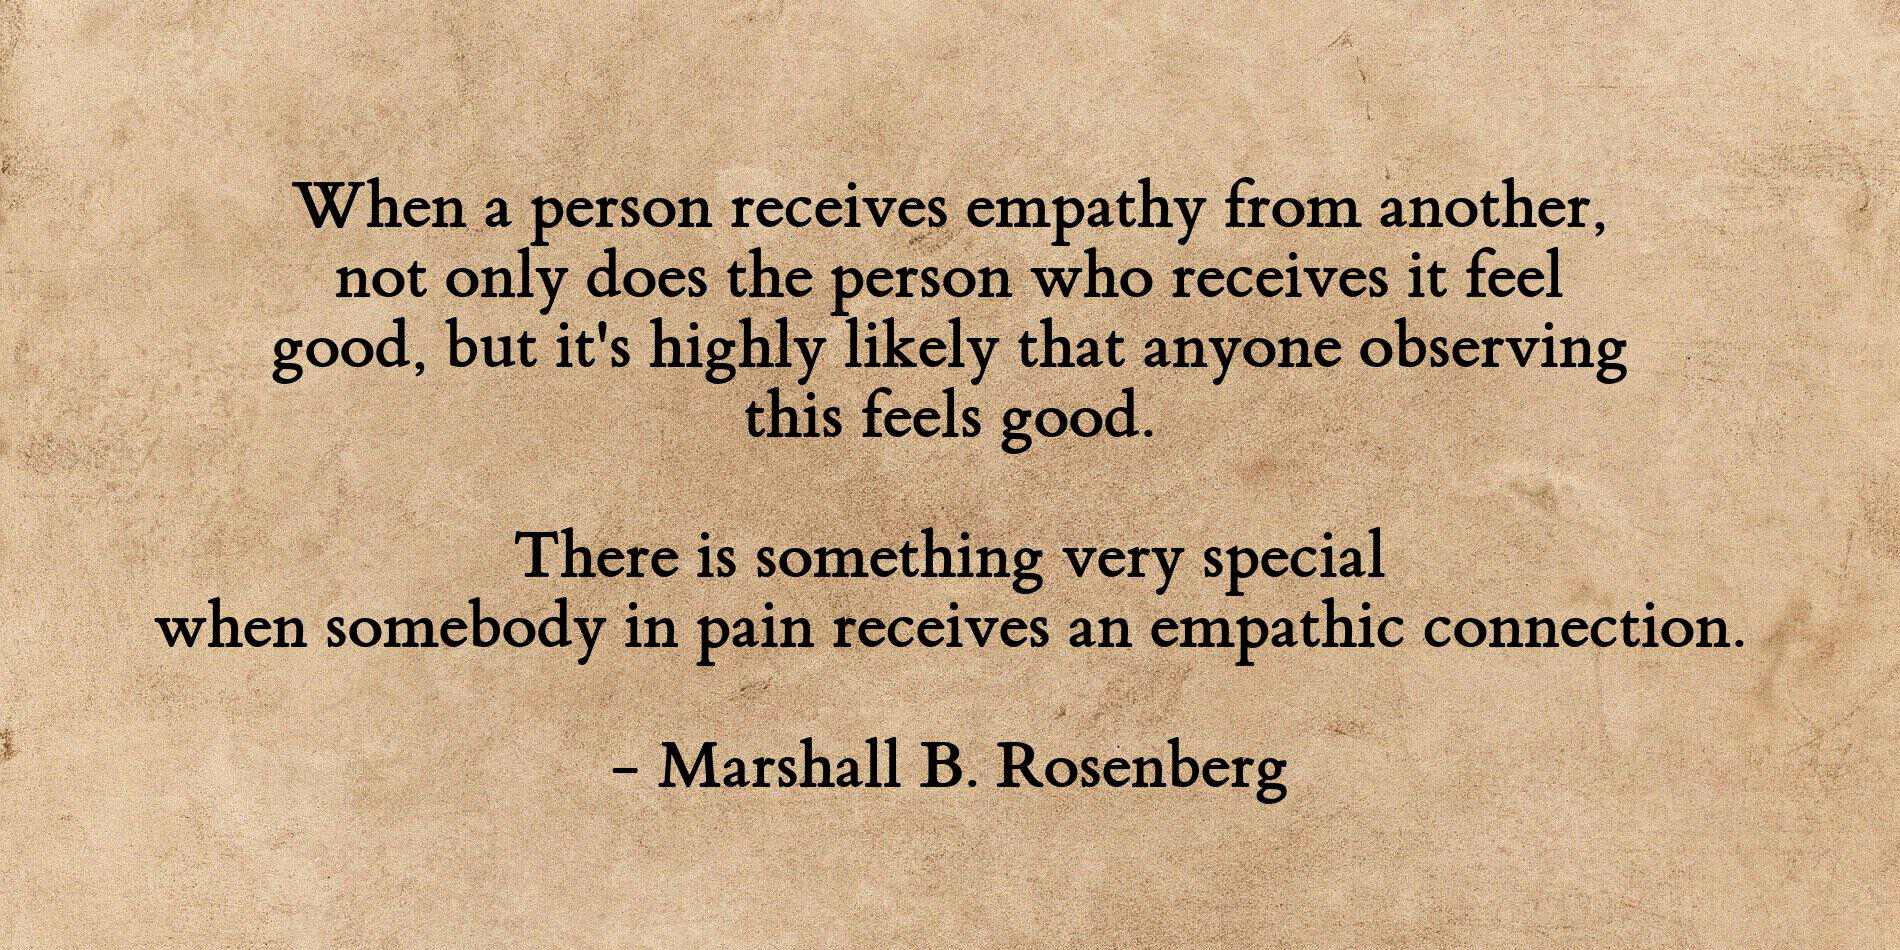 When a person receives empathy from another,
not only does the person who receives it feel
good, but it's highly likely that anyone observing
this feels good.
There is something very special
when somebody in pain receives an empathic connection.
– Marshall B. Rosenberg